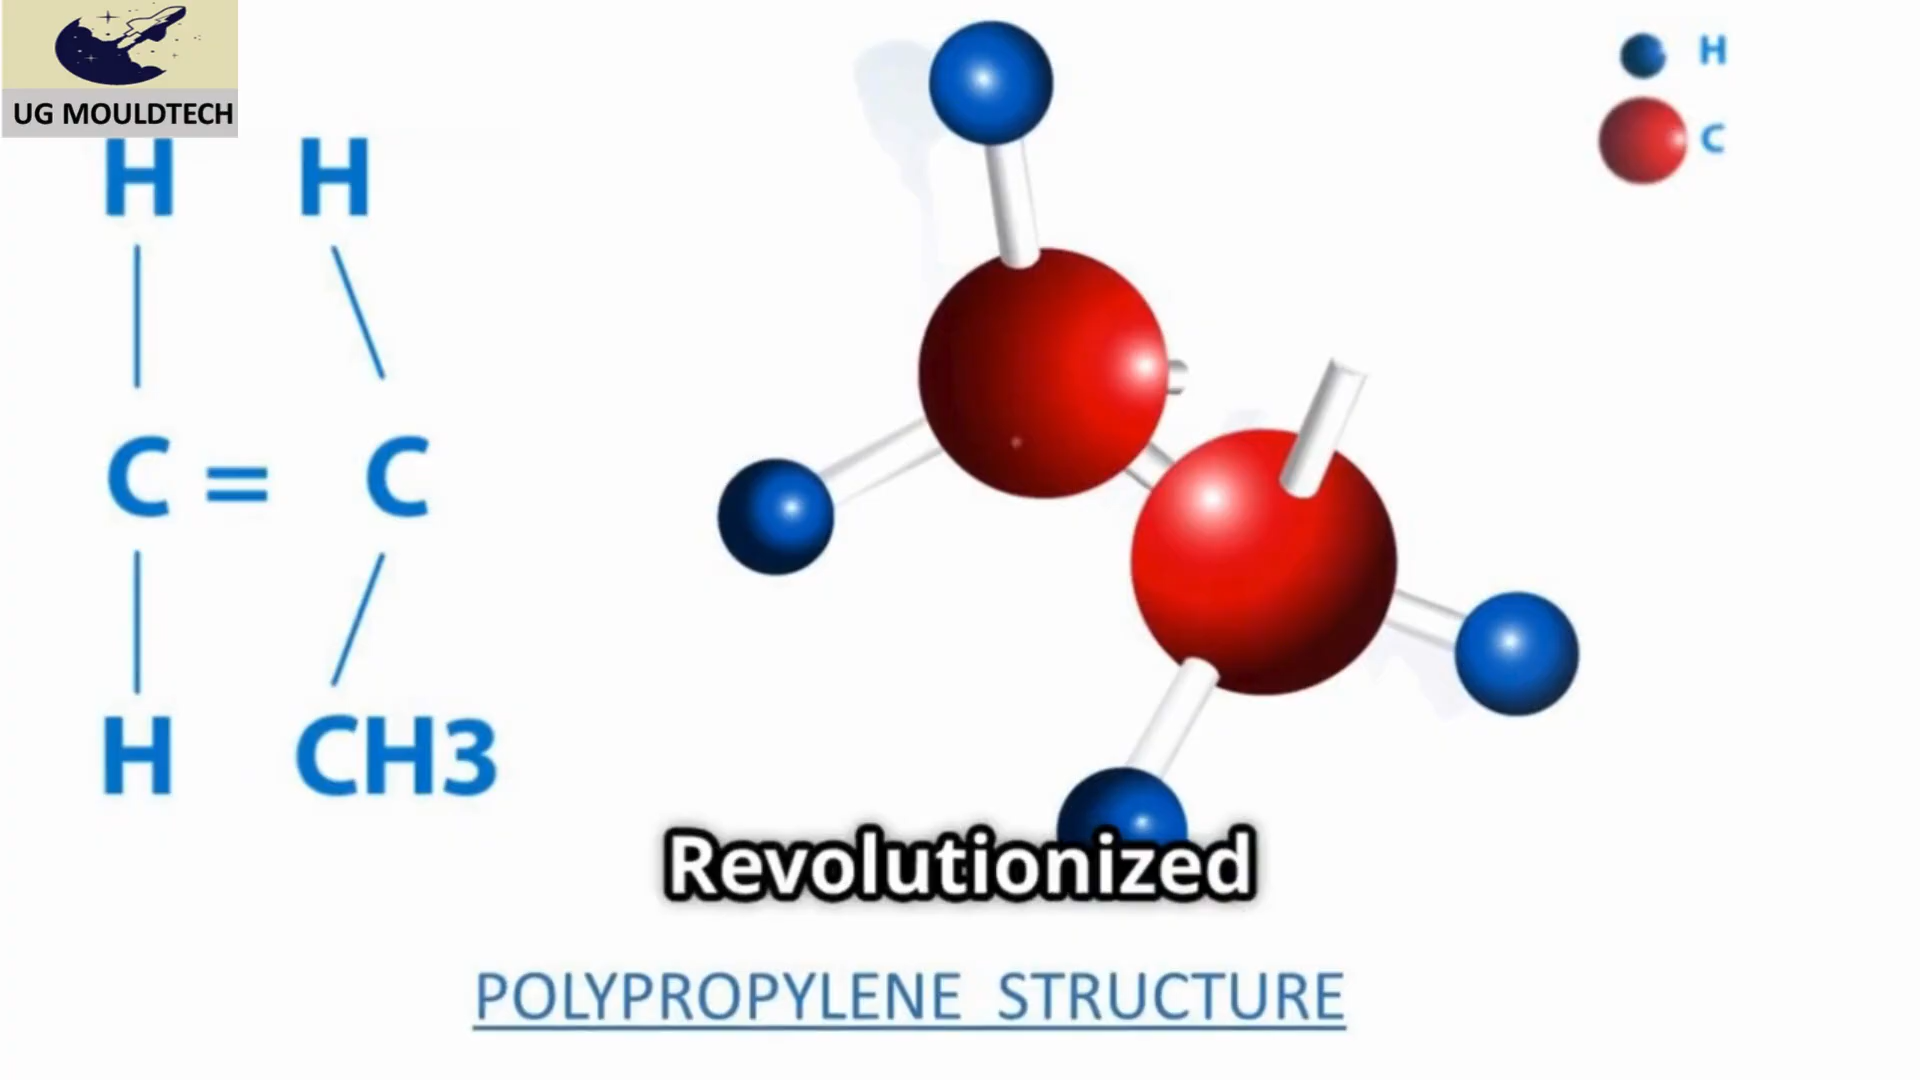 UG MOULDTECH
H H
C = C
H CH3
H
C
Revolutionized
POLYPROPYLENE STRUCTURE